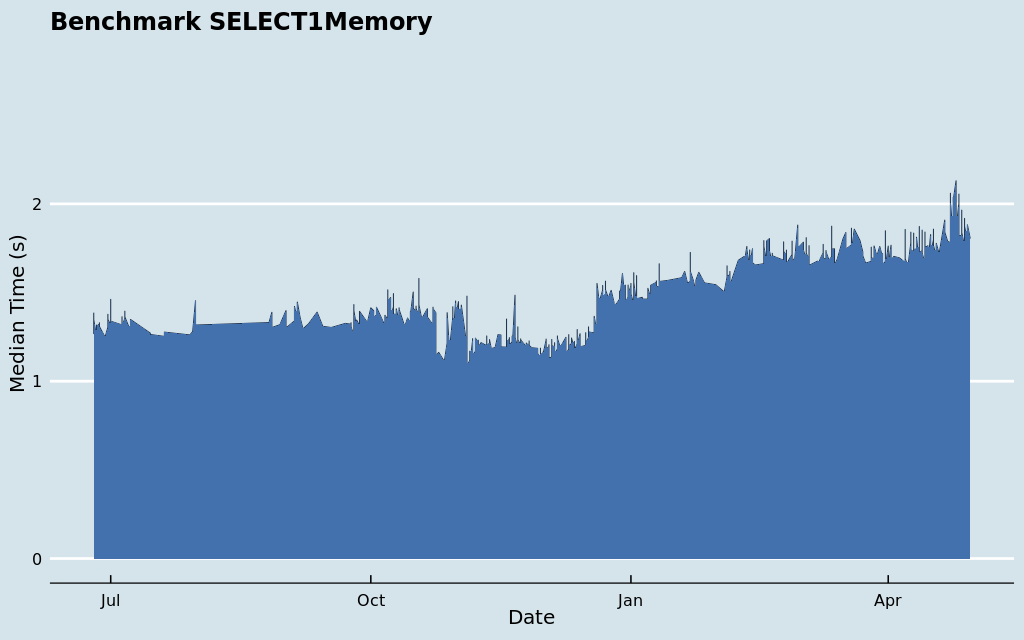 Benchmark SELECT1Memory
Median Time (s)
2
1
0
Jul Oct Jan Apr
Date